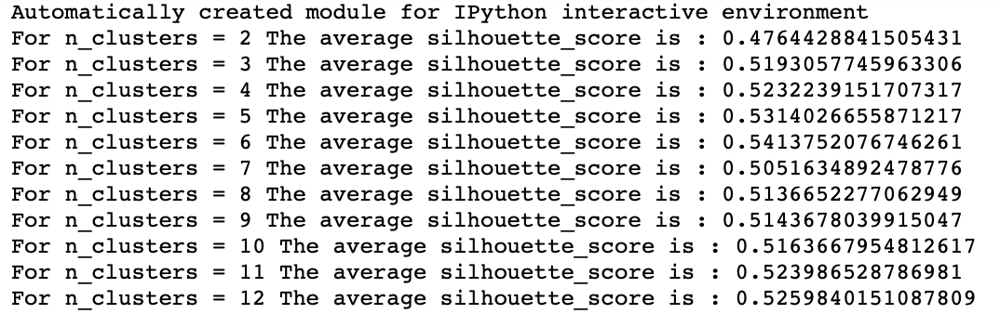 Automatically created module for IPython interactive environment
For n_clusters = 2 The average silhouette_score is : 0.4764428841505431
For n_clusters = 3 The average silhouette_score is : 0.5193057745963306
For n_clusters = 4 The average silhouette_score is : 0.5232239151707317
For n_clusters = 5 The average silhouette_score is : 0.5314026655871217
For n_clusters = 6 The average silhouette_score is : 0.5413752076746261
For n_clusters = 7 The average silhouette_score is : 0.5051634892478776
For n_clusters = 8 The average silhouette_score is : 0.5136652277062949
For n_clusters = 9 The average silhouette_score is : 0.5143678039915047
For n_clusters = 10 The average silhouette_score is : 0.5163667954812617
For n_clusters = 11 The average silhouette_score is : 0.523986528786981
For n_clusters = 12 The average silhouette_score is : 0.5259840151087809